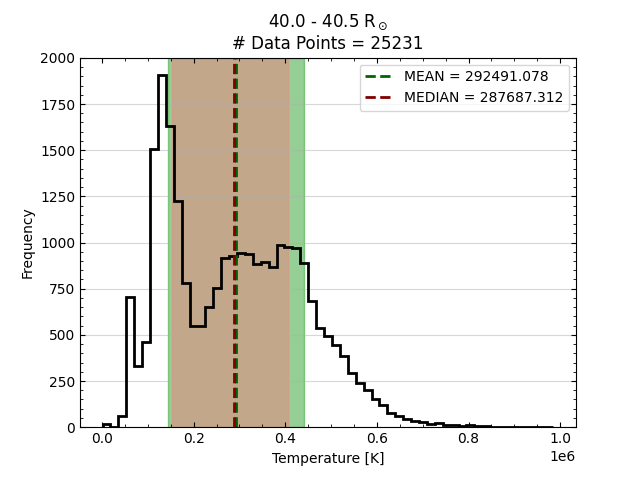 40.0 - 40.5 R⊙
# Data Points = 25231
MEAN = 292491.078
MEDIAN = 287687.312
2000
1750
1500
1250
1000
750
500
250
0
Frequency
0.0 0.2 0.4 0.6 0.8 1.0
1e6
Temperature [K]